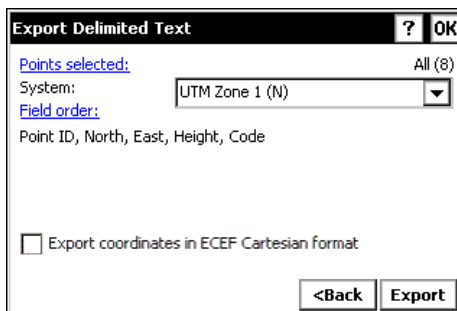 Export Delimited Text ? OK
Points selected: All (8)
System: UTM Zone 1 (N)
Field order:
Point ID, North, East, Height, Code
Export coordinates in ECEF Cartesian format
<Back Export